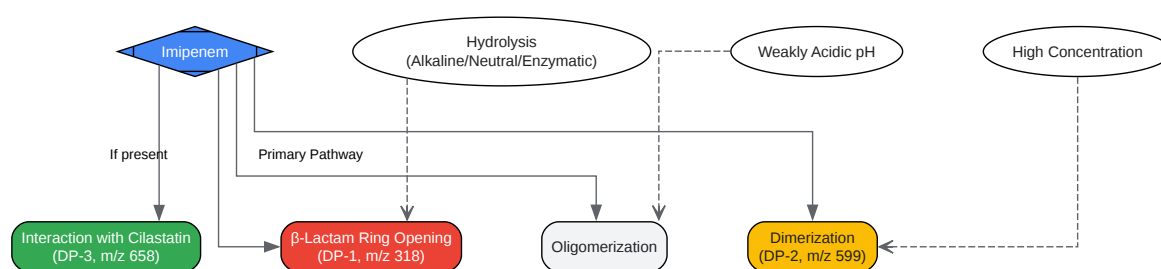 Imipenem
Hydrolysis
(Alkaline/Neutral/Enzymatic)
Weakly Acidic pH
High Concentration
If present
Primary Pathway
Interaction with Cilastatin
(DP-3, m/z 658)
β-Lactam Ring Opening
(DP-1, m/z 318)
Oligomerization
Dimerization
(DP-2, m/z 599)